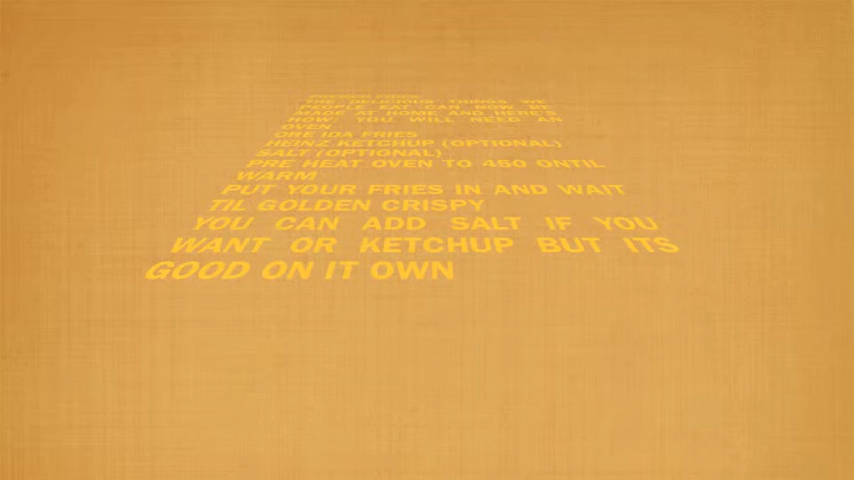 FRENCH FRIES
THE DELICIOUS THINGS WE
PEOPLE EAT CAN NOW BE
MADE AT HOME AND HERE'S
HOW: YOU WILL NEED AN
OVEN
ORE IDA FRIES
HEINZ KETCHUP (OPTIONAL)
SALT (OPTIONAL)
PRE HEAT OVEN TO 450 ONTIL
WARM
PUT YOUR FRIES IN AND WAIT
TIL GOLDEN CRISPY
YOU CAN ADD SALT IF YOU
WANT OR KETCHUP BUT ITS
GOOD ON IT OWN